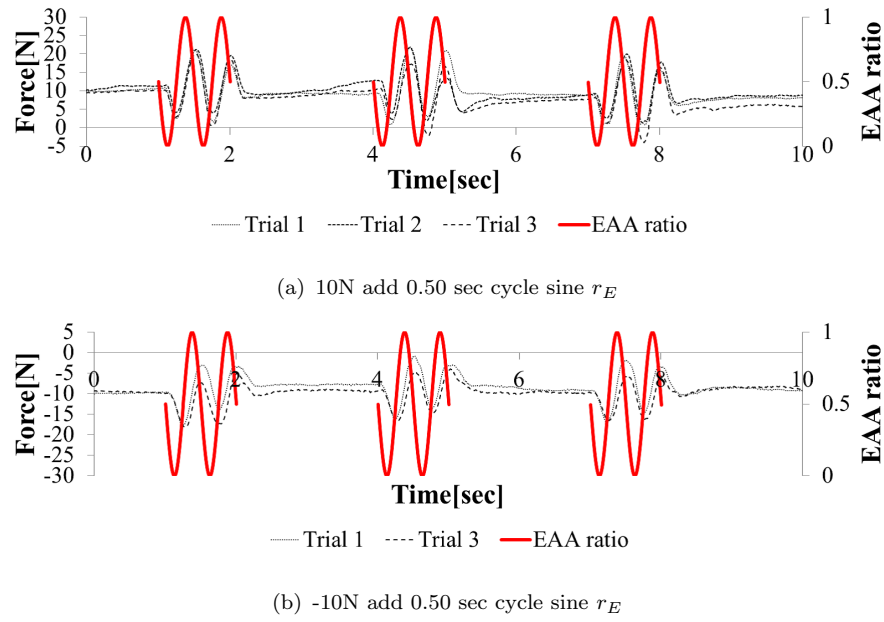 30
25
20
15
10
5
0
-5
Force[N]
0 2 4 6 8 10
Time[sec]
1
0.5
0
EAA ratio
Trial 1 Trial 2 Trial 3 EAA ratio
(a) 10N add 0.50 sec cycle sine r_E
5
0
-5
-10
-15
-20
-25
-30
Force[N]
0 2 4 6 8 10
Time[sec]
1
0.5
0
EAA ratio
Trial 1 Trial 3 EAA ratio
(b) -10N add 0.50 sec cycle sine r_E